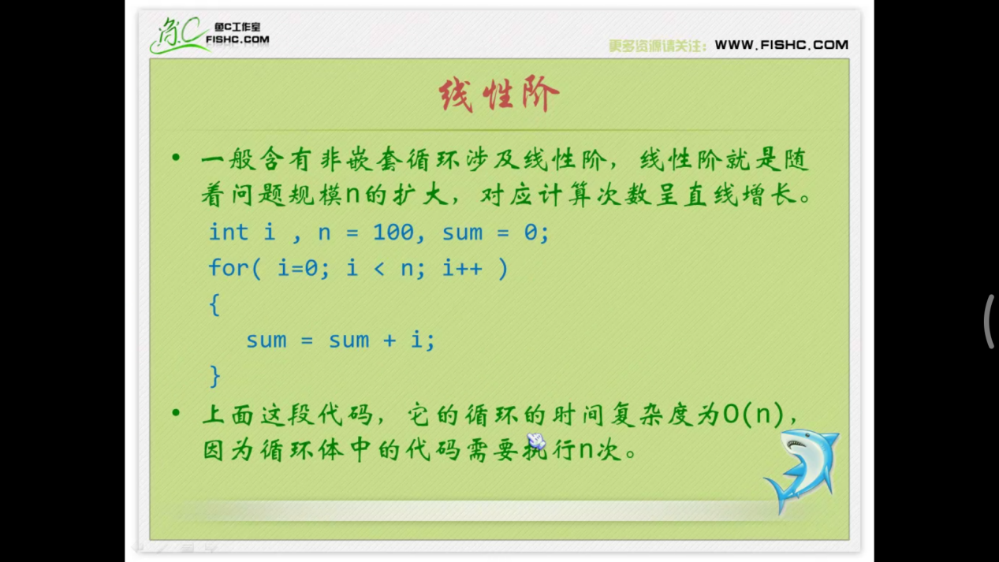 鱼C 鱼C工作室
FISHC.COM
更多资源请关注：WWW.FISHC.COM
线性阶
• 一般含有非嵌套循环涉及线性阶，线性阶就是随
着问题规模n的扩大，对应计算次数呈直线增长。
int i , n = 100, sum = 0;
for( i=0; i < n; i++ )
{
sum = sum + i;
}
• 上面这段代码，它的循环的时间复杂度为O(n)，
因为循环体中的代码需要执行n次。